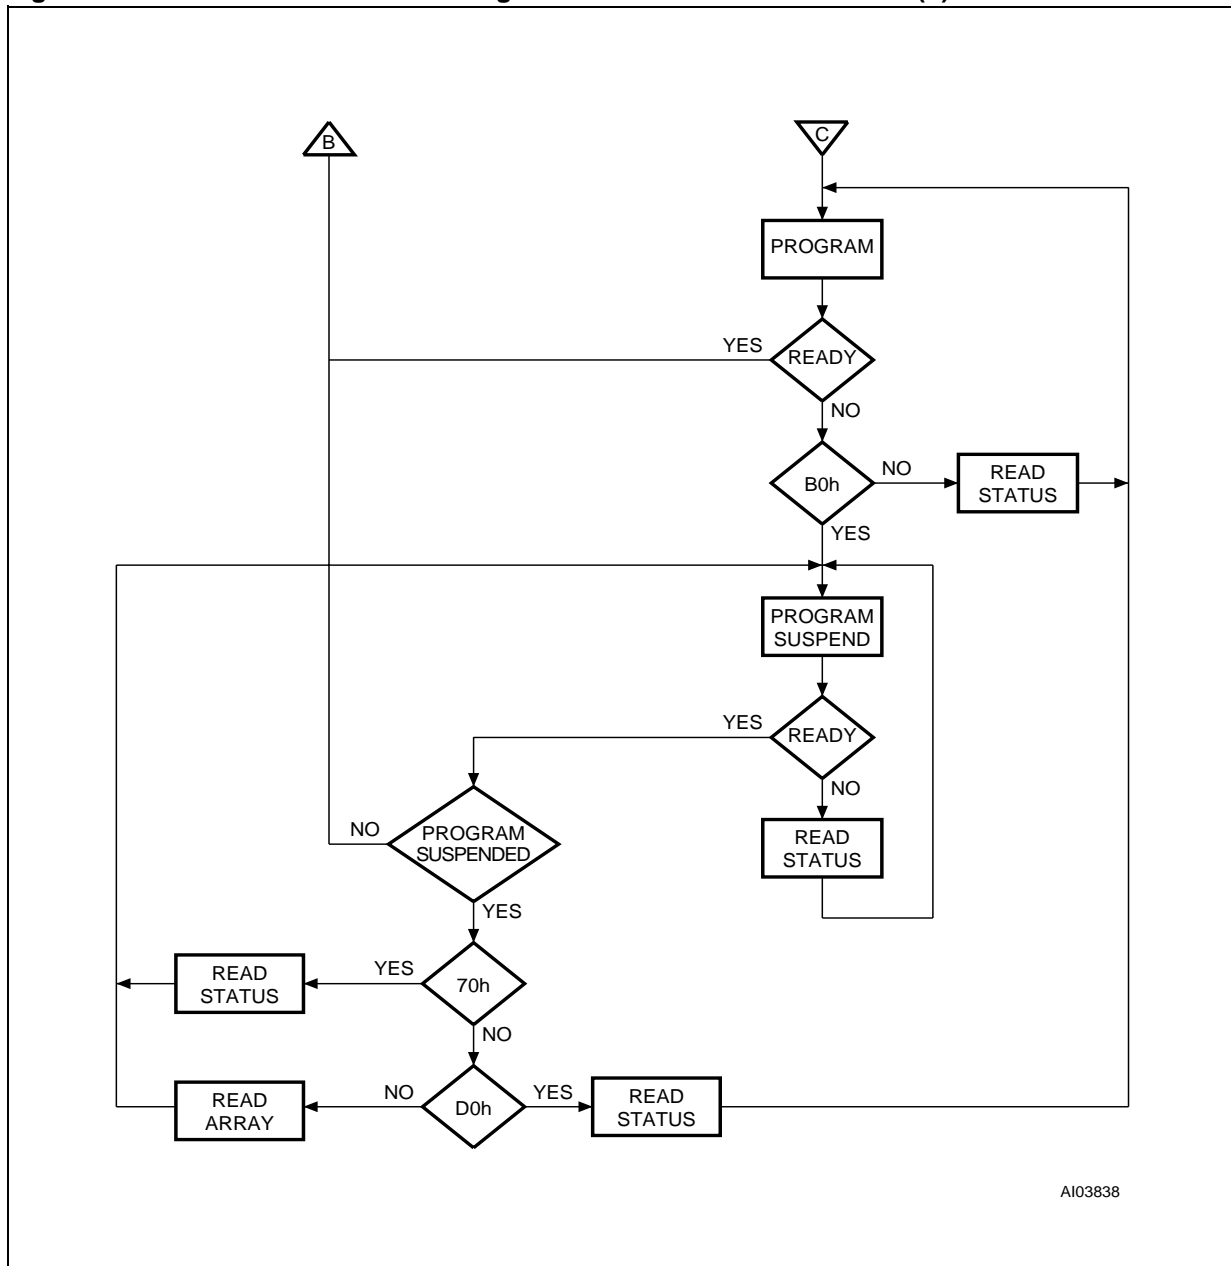 B
C
PROGRAM
YES
READY
NO
B0h
NO
READ
STATUS
YES
PROGRAM
SUSPEND
YES
READY
NO
NO
PROGRAM
SUSPENDED
READ
STATUS
YES
READ
STATUS
YES
70h
NO
READ
ARRAY
NO
D0h
YES
READ
STATUS
AI03838